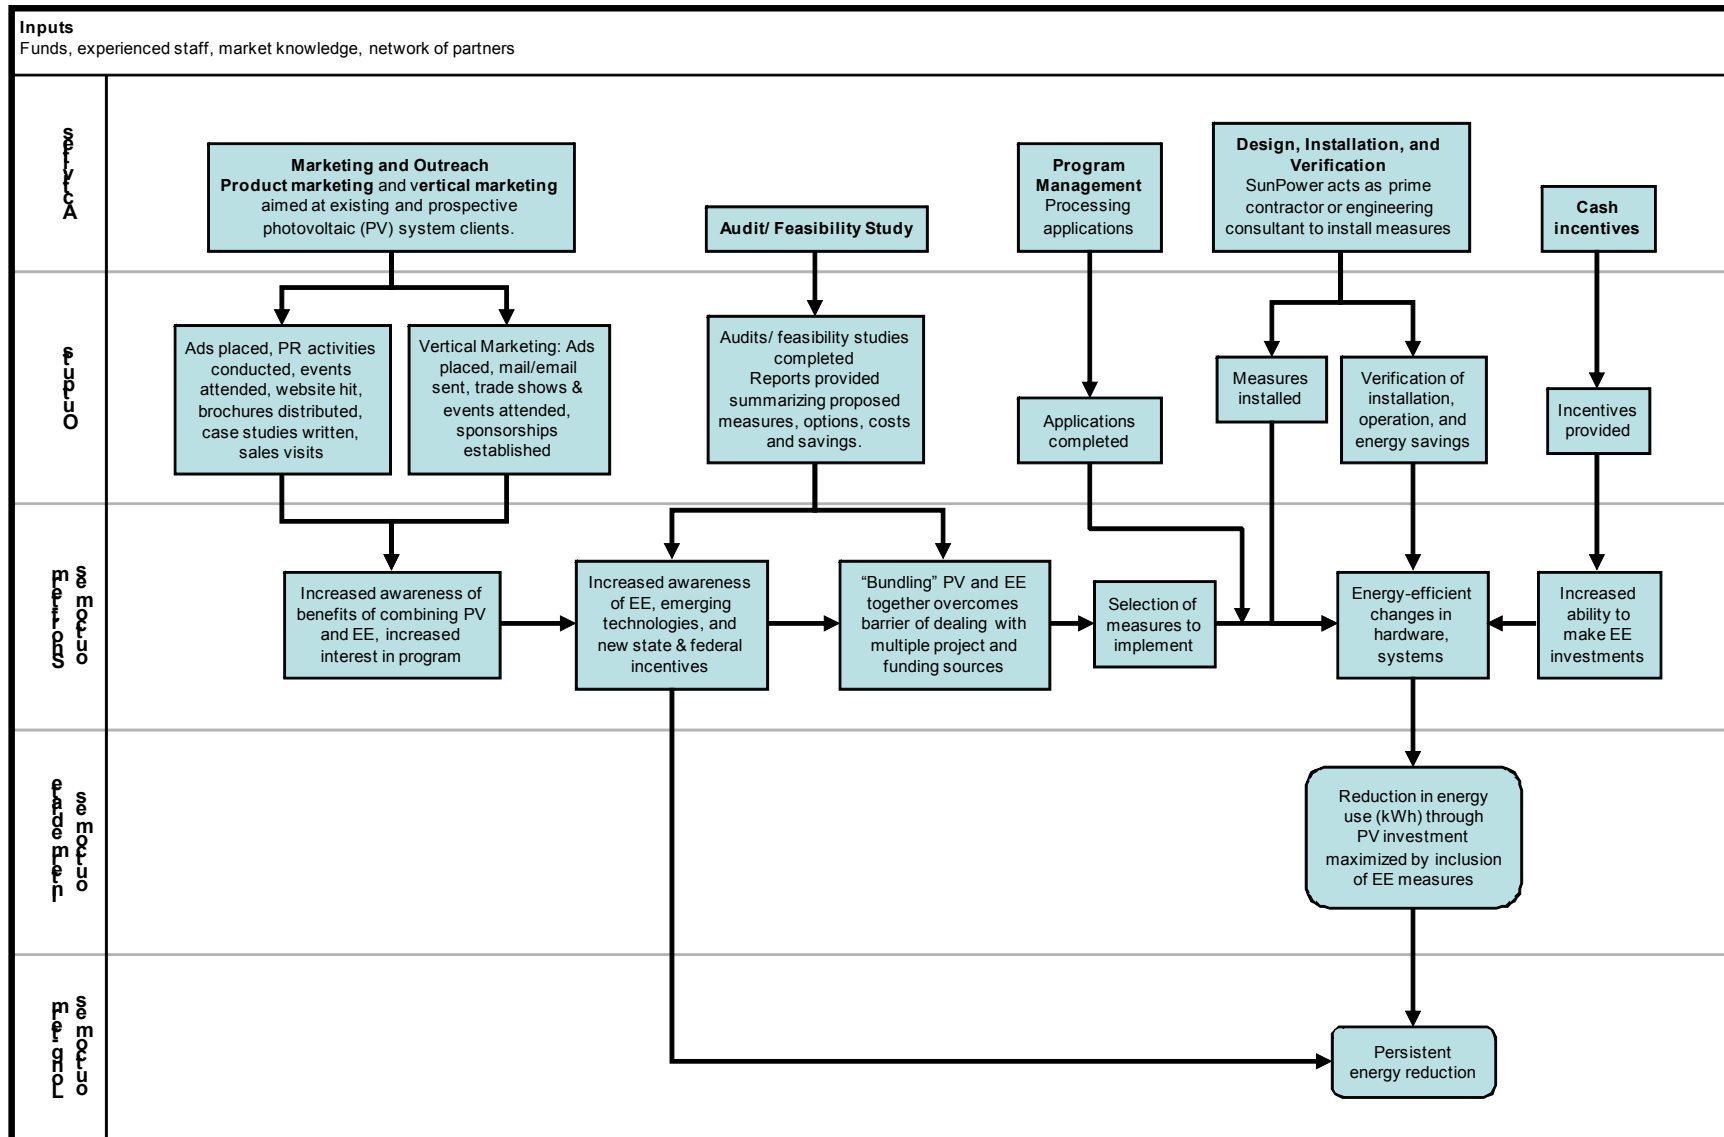 Inputs
Funds, experienced staff, market knowledge, network of partners
Activities
Marketing and Outreach
Product marketing and vertical marketing
aimed at existing and prospective
photovoltaic (PV) system clients.
Audit/ Feasibility Study
Program
Management
Processing
applications
Design, Installation, and
Verification
SunPower acts as prime
contractor or engineering
consultant to install measures
Cash
incentives
Outputs
Ads placed, PR activities
conducted, events
attended, website hit,
brochures distributed,
case studies written,
sales visits
Vertical Marketing: Ads
placed, mail/email
sent, trade shows &
events attended,
sponsorships
established
Audits/ feasibility studies
completed
Reports provided
summarizing proposed
measures, options, costs
and savings.
Applications
completed
Measures
installed
Verification of
installation,
operation, and
energy savings
Incentives
provided
Short-term
outcomes
Increased awareness of
benefits of combining PV
and EE, increased
interest in program
Increased awareness
of EE, emerging
technologies, and
new state & federal
incentives
“Bundling” PV and EE
together overcomes
barrier of dealing with
multiple project and
funding sources
Selection of
measures to
implement
Energy-efficient
changes in
hardware,
systems
Increased
ability to
make EE
investments
Intermediate
outcomes
Reduction in energy
use (kWh) through
PV investment
maximized by inclusion
of EE measures
Long-term
outcomes
Persistent
energy reduction